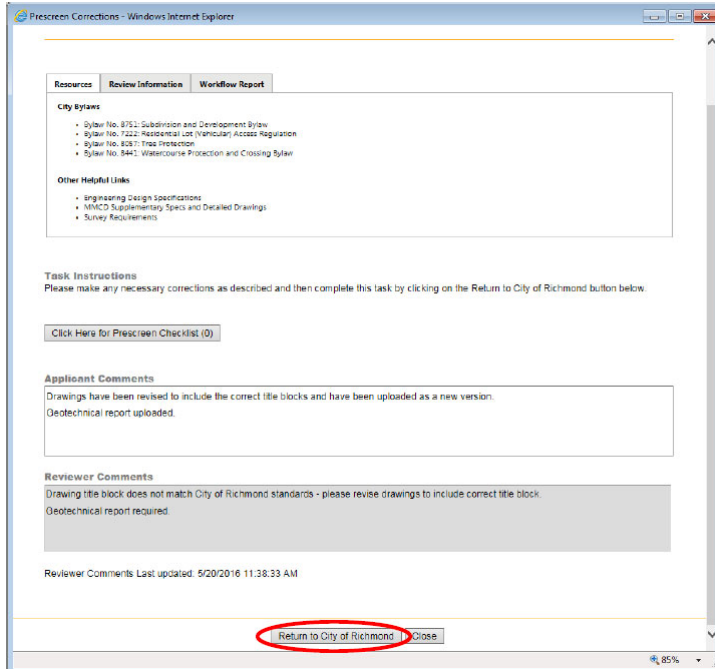 Prescreen Corrections - Windows Internet Explorer
Resources Review Information Workflow Report
City Bylaws
• Bylaw No. 8751: Subdivision and Development Bylaw
• Bylaw No. 7222: Residential Lot (Vehicular) Access Regulation
• Bylaw No. 8057: Tree Protection
• Bylaw No. 8441: Watercourse Protection and Crossing Bylaw
Other Helpful Links
• Engineering Design Specifications
• MMCD Supplementary Specs and Detailed Drawings
• Survey Requirements
Task Instructions
Please make any necessary corrections as described and then complete this task by clicking on the Return to City of Richmond button below.
Click Here for Prescreen Checklist (0)
Applicant Comments
Drawings have been revised to include the correct title blocks and have been uploaded as a new version.
Geotechnical report uploaded.
Reviewer Comments
Drawing title block does not match City of Richmond standards - please revise drawings to include correct title block.
Geotechnical report required.
Reviewer Comments Last updated: 5/20/2016 11:38:33 AM
Return to City of Richmond Close
85%